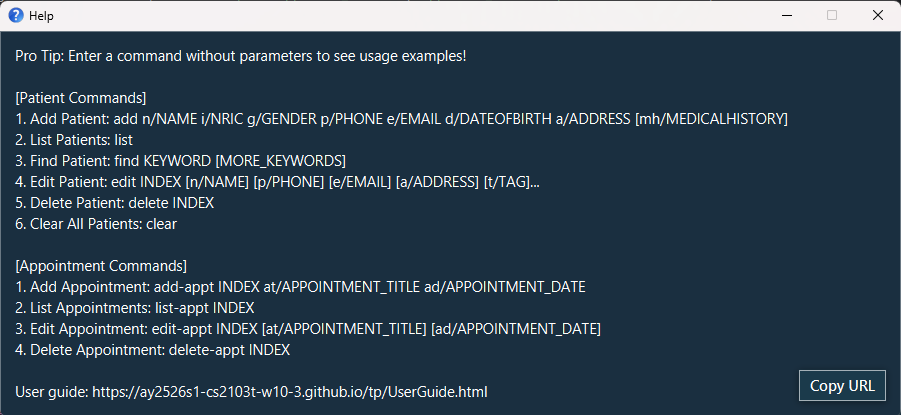 Help
Pro Tip: Enter a command without parameters to see usage examples!
[Patient Commands]
1. Add Patient: add n/NAME i/NRIC g/GENDER p/PHONE e/EMAIL d/DATEOFBIRTH a/ADDRESS [mh/MEDICALHISTORY]
2. List Patients: list
3. Find Patient: find KEYWORD [MORE_KEYWORDS]
4. Edit Patient: edit INDEX [n/NAME] [p/PHONE] [e/EMAIL] [a/ADDRESS] [t/TAG]...
5. Delete Patient: delete INDEX
6. Clear All Patients: clear
[Appointment Commands]
1. Add Appointment: add-appt INDEX at/APPOINTMENT_TITLE ad/APPOINTMENT_DATE
2. List Appointments: list-appt INDEX
3. Edit Appointment: edit-appt INDEX [at/APPOINTMENT_TITLE] [ad/APPOINTMENT_DATE]
4. Delete Appointment: delete-appt INDEX
User guide: https://ay2526s1-cs2103t-w10-3.github.io/tp/UserGuide.html
Copy URL